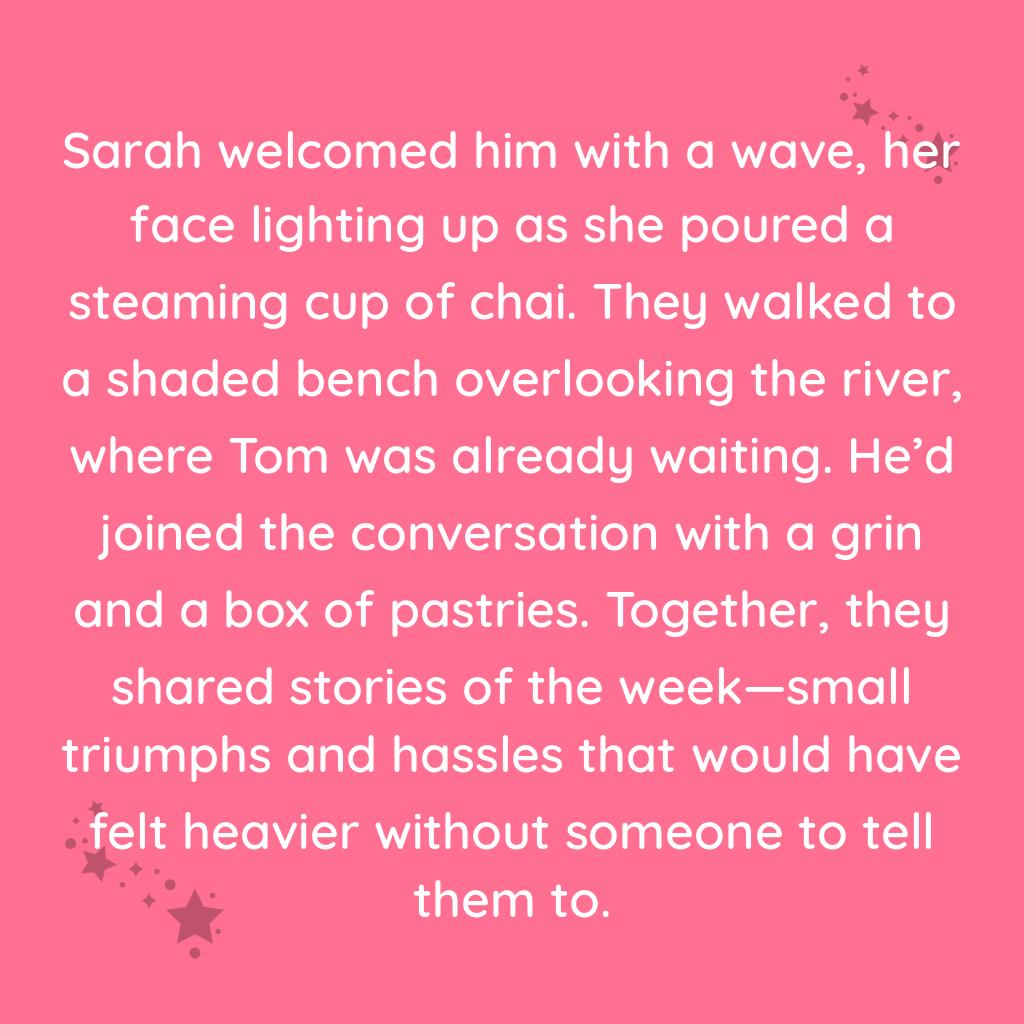 Sarah welcomed him with a wave, her
face lighting up as she poured a
steaming cup of chai. They walked to
a shaded bench overlooking the river,
where Tom was already waiting. He’d
joined the conversation with a grin
and a box of pastries. Together, they
shared stories of the week—small
triumphs and hassles that would have
felt heavier without someone to tell
them to.